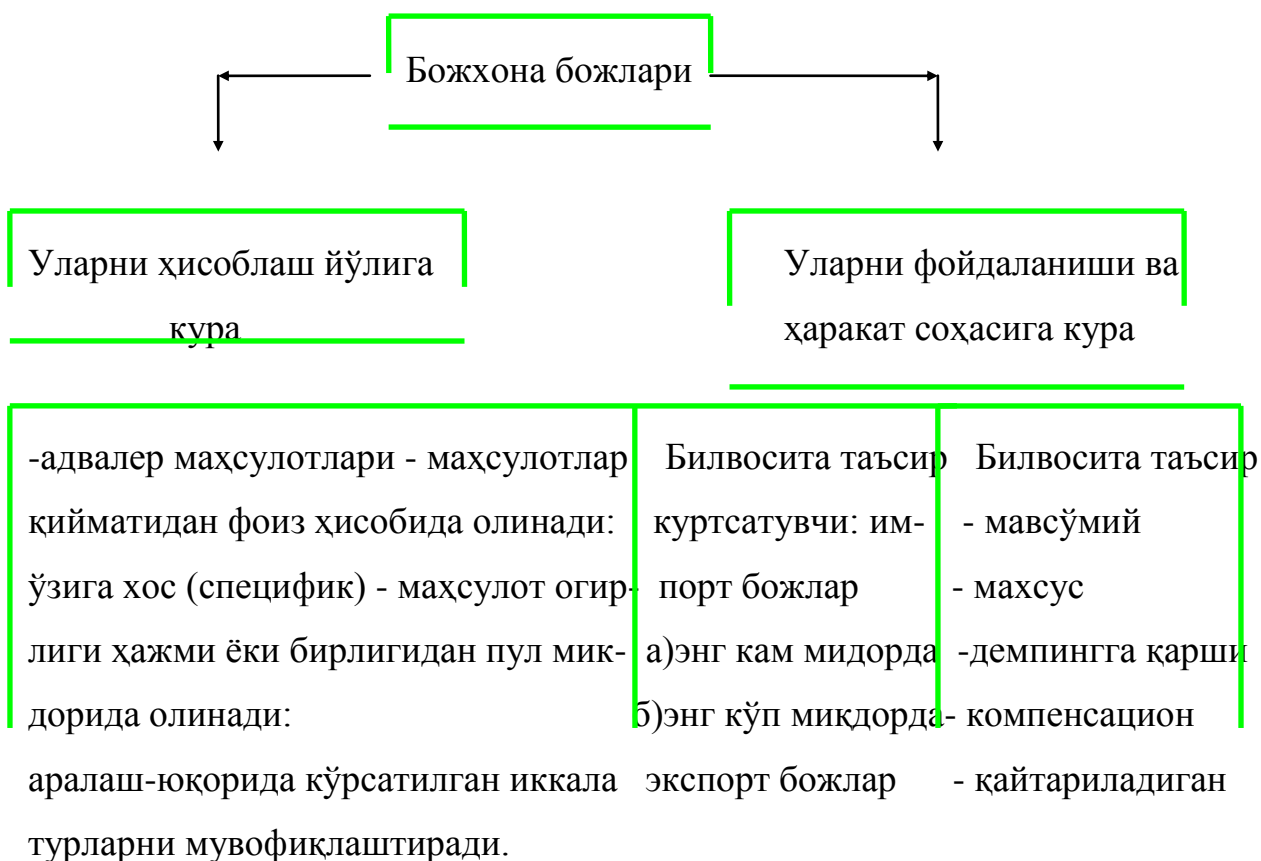 Божхона божлари
Уларни ҳисоблаш йўлига
кура
Уларни фойдаланиши ва
ҳаракат соҳасига кура
-адвалер маҳсулотлари - маҳсулотлар
қийматидан фоиз ҳисобида олинади:
ўзига хос (специфик) - маҳсулот огир-
лиги ҳажми ёки бирлигидан пул мик-
дорида олинади:
аралаш-юқорида кўрсатилган иккала
турларни мувофиқлаштиради.
Билвосита таъсир
куртсатувчи: им-
порт божлар
а)энг кам мидорда
б)энг кўп миқдорда
экспорт божлар
Билвосита таъсир
- мавсўмий
- махсус
-демпингга қарши
- компенсацион
- қайтариладиган